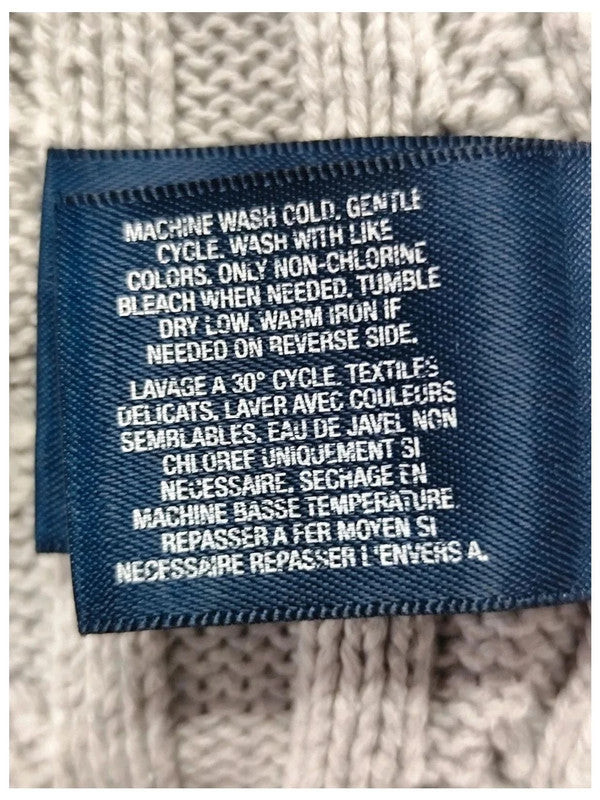 MACHINE WASH COLD. GENTLE
CYCLE. WASH WITH LIKE
COLORS. ONLY NON-CHLORINE
BLEACH WHEN NEEDED. TUMBLE
DRY LOW. WARM IRON IF
NEEDED ON REVERSE SIDE.
LAVAGE A 30° CYCLE. TEXTILES
DELICATS. LAVER AVEC COULEURS
SEMBLABLES. EAU DE JAVEL NON
CHLOREE UNIQUEMENT SI
NECESSAIRE. SECHAGE EN
MACHINE BASSE TEMPERATURE.
REPASSER A FER MOYEN SI
NECESSAIRE REPASSER L'ENVERS A.